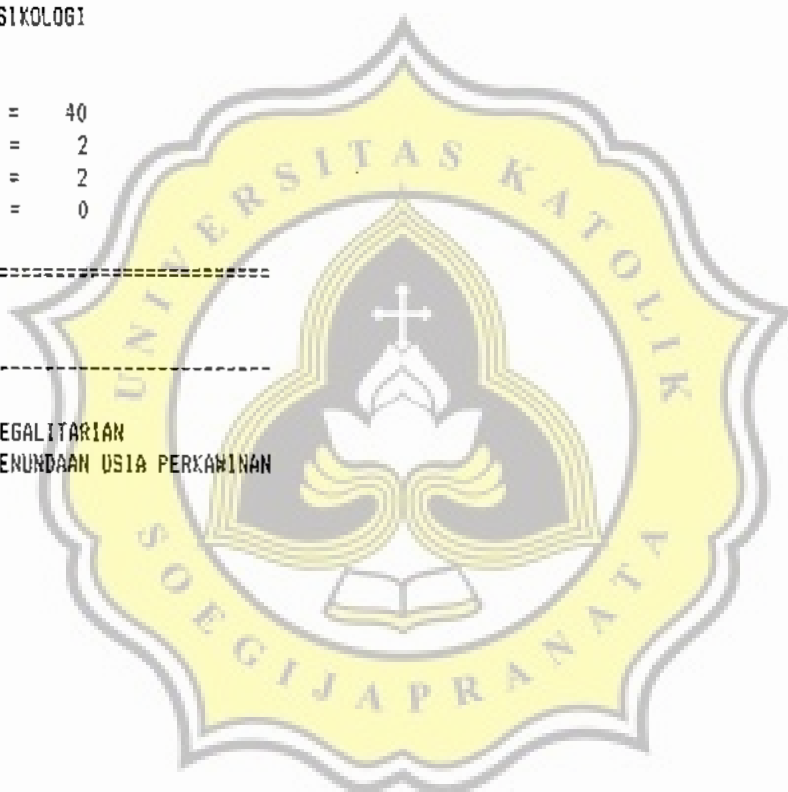 SIKOLOGI
= 40
= 2
= 2
= 0
==============================
------------------------------
EGALITARIAN
ENUNDAAN USIA PERKAWINAN
UNIVERSITAS KATOLIK
SOEGIJAPRANATA